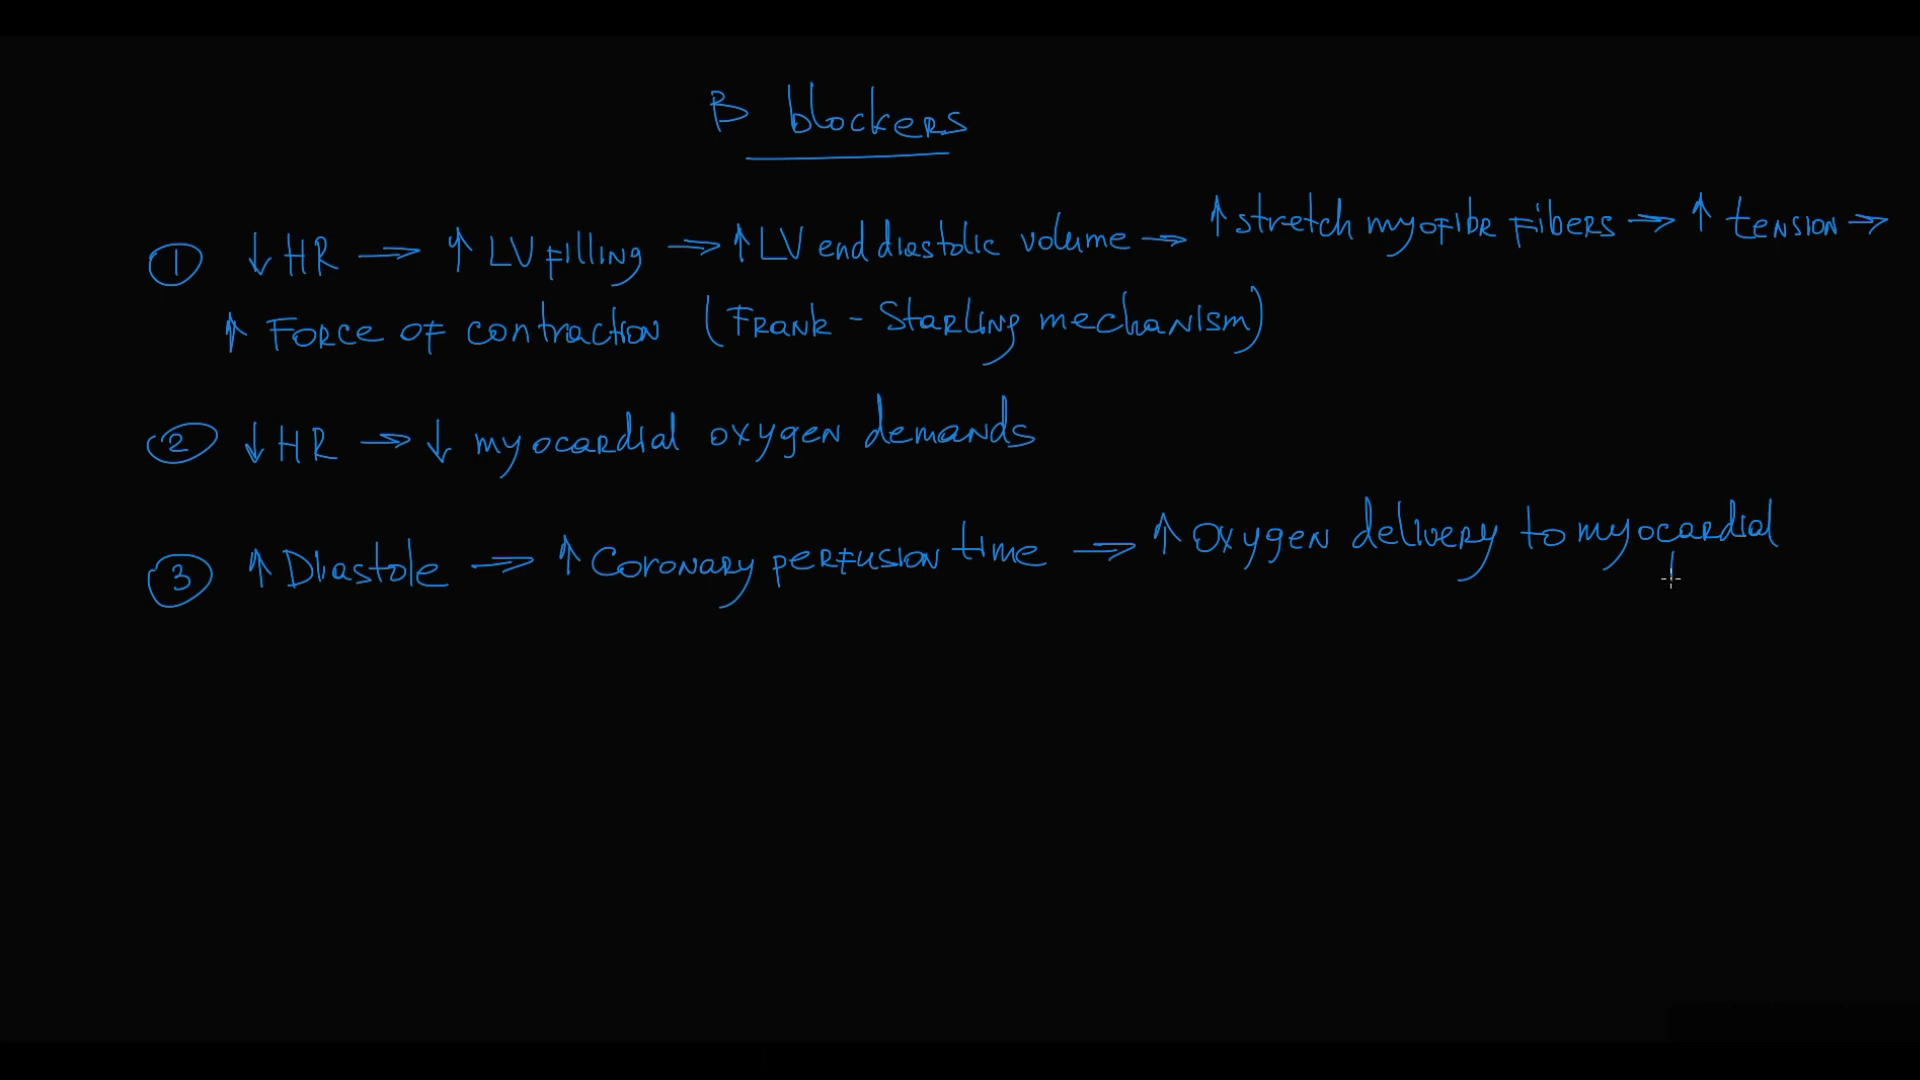 B blockers
① ↓ HR → ↑ LV filling → ↑ LV end diastolic volume → ↑ stretch myofibr fibers → ↑ tension →
↑ Force of contraction (Frank - Starling mechanism)
② ↓ HR → ↓ myocardial oxygen demands
③ ↑ Diastole → ↑ Coronary perfusion time → ↑ oxygen delivery to myocardial